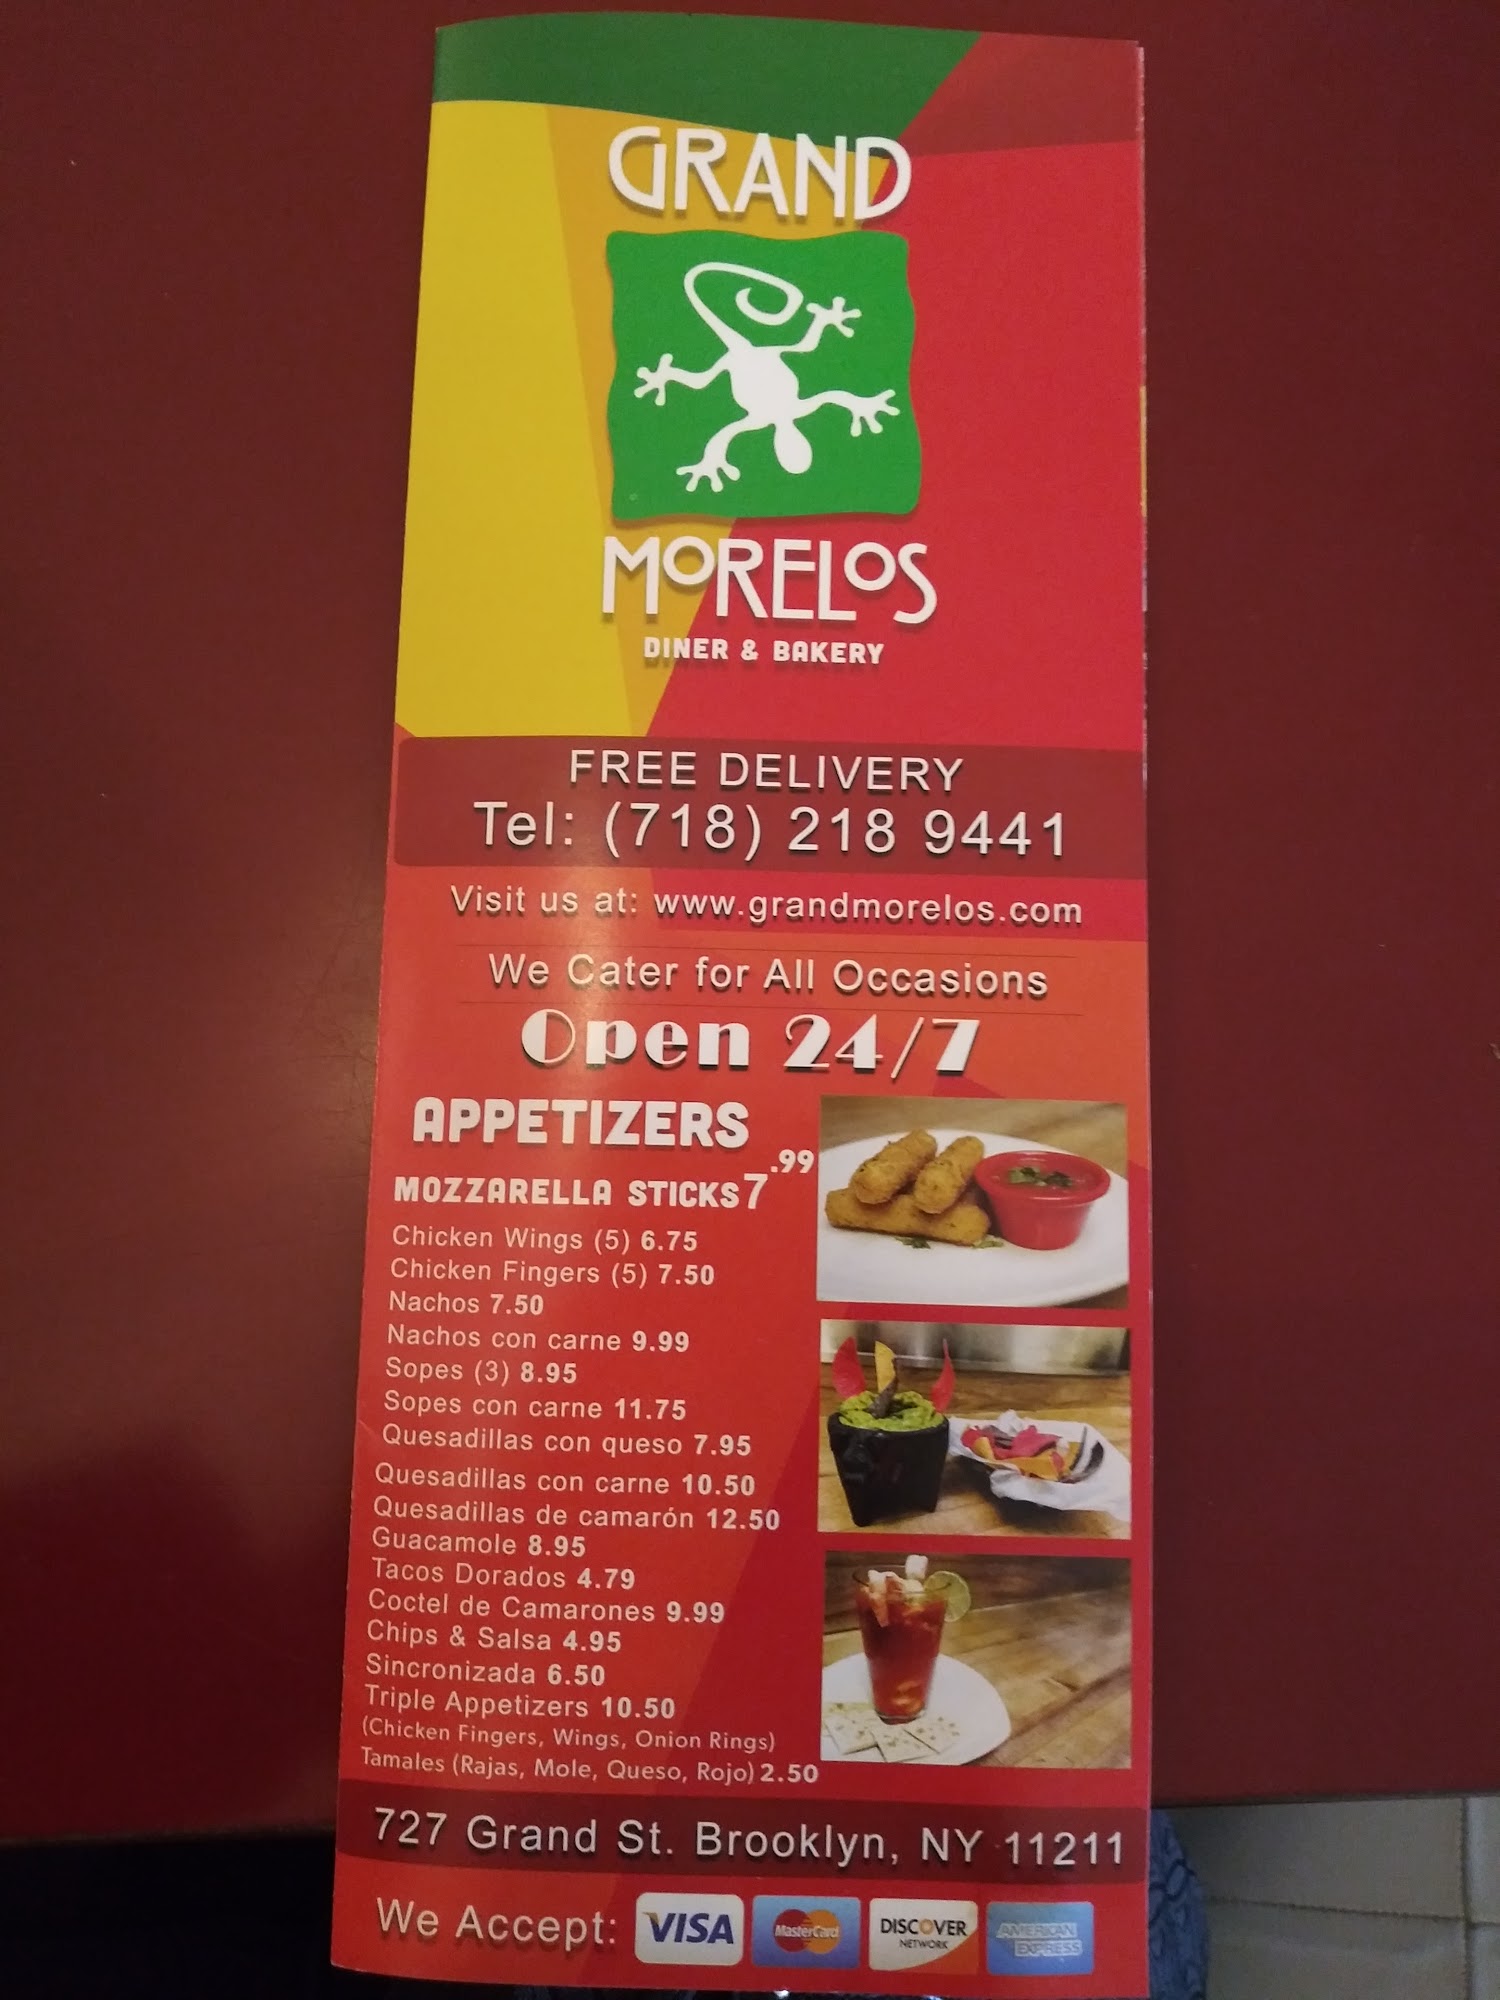 GRAND
MORELOS
DINER & BAKERY
FREE DELIVERY
Tel: (718) 218 9441
Visit us at: www.grandmorelos.com
We Cater for All Occasions
Open 24/7
APPETIZERS
MOZZARELLA STICKS 7.99
Chicken Wings (5) 6.75
Chicken Fingers (5) 7.50
Nachos 7.50
Nachos con carne 9.99
Sopes (3) 8.95
Sopes con carne 11.75
Quesadillas con queso 7.95
Quesadillas con carne 10.50
Quesadillas de camarón 12.50
Guacamole 8.95
Tacos Dorados 4.79
Coctel de Camarones 9.99
Chips & Salsa 4.95
Sincronizada 6.50
Triple Appetizers 10.50
(Chicken Fingers, Wings, Onion Rings)
Tamales (Rajas, Mole, Queso, Rojo) 2.50
727 Grand St. Brooklyn, NY 11211
We Accept: VISA MasterCard DISCOVER NETWORK AMERICAN EXPRESS